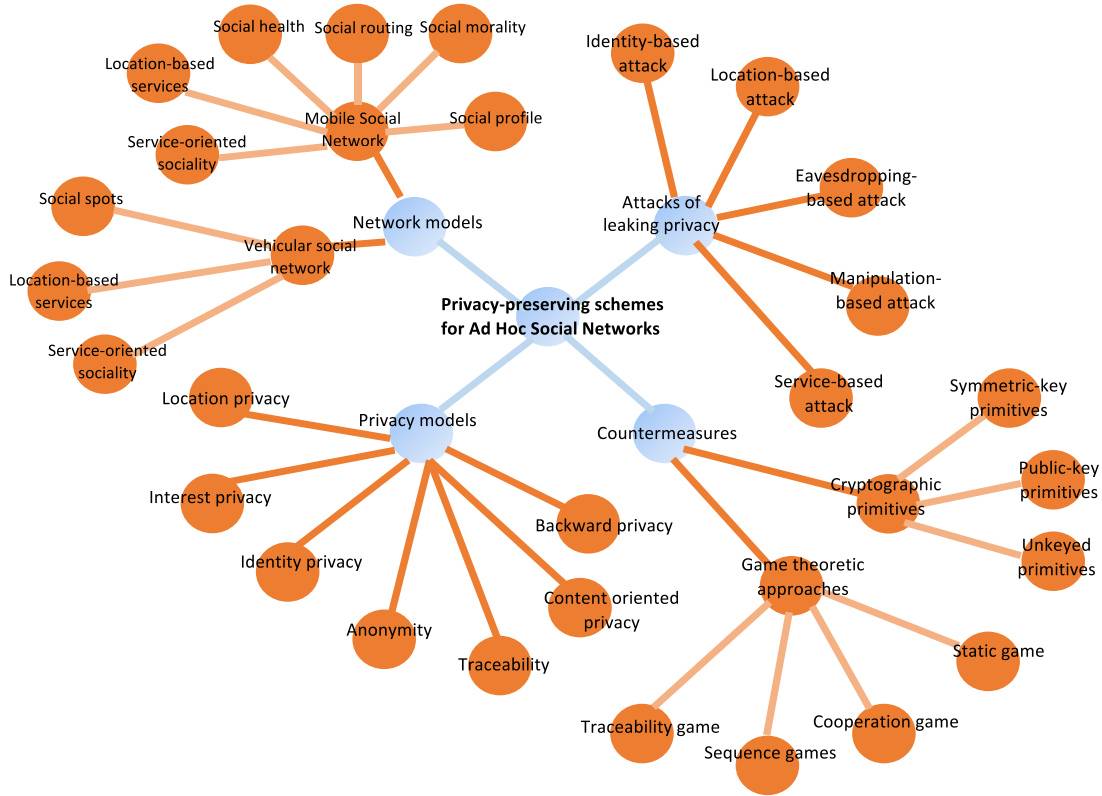 Social health
Social routing
Social morality
Location-based
services
Mobile Social
Network
Social profile
Service-oriented
sociality
Social spots
Network models
Vehicular social
network
Location-based
services
Service-oriented
sociality
Identity-based
attack
Location-based
attack
Eavesdropping-
based attack
Attacks of
leaking privacy
Manipulation-
based attack
Service-based
attack
Privacy-preserving schemes
for Ad Hoc Social Networks
Location privacy
Privacy models
Interest privacy
Identity privacy
Anonymity
Traceability
Content oriented
privacy
Backward privacy
Countermeasures
Symmetric-key
primitives
Cryptographic
primitives
Public-key
primitives
Unkeyed
primitives
Game theoretic
approaches
Static game
Cooperation game
Sequence games
Traceability game